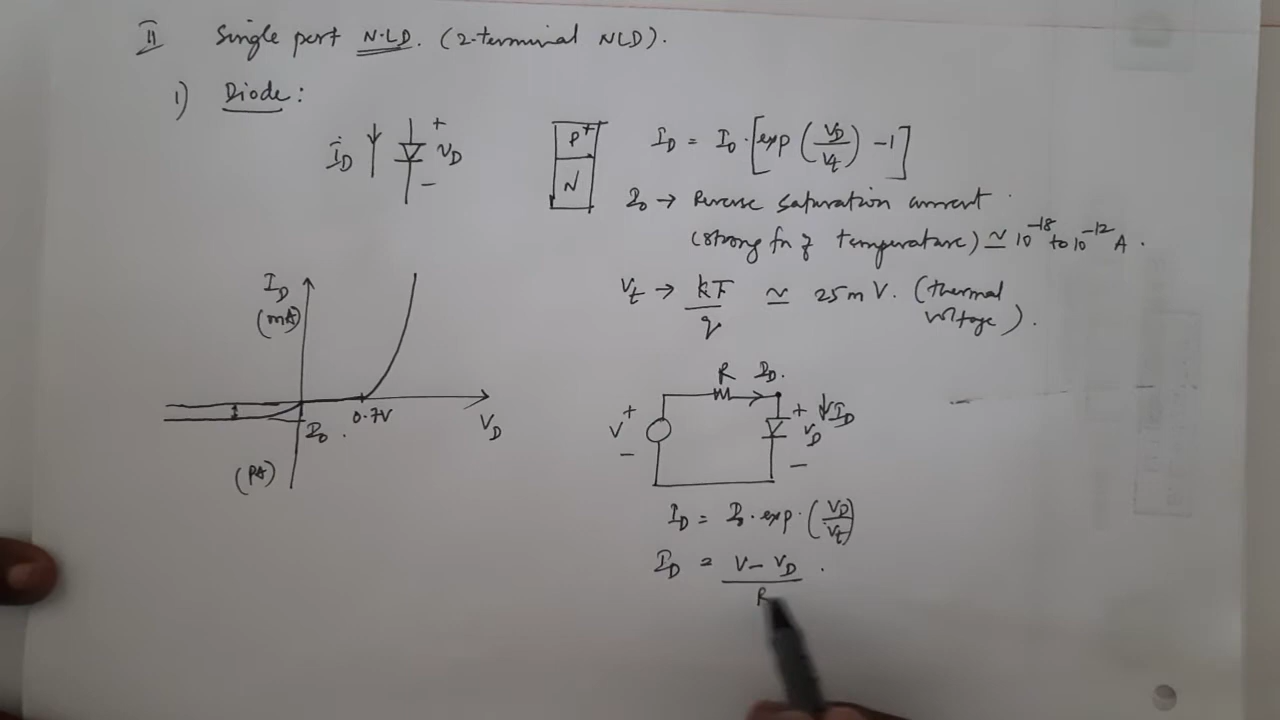 II Single port N.L.D. (2-terminal NLD).
1) Diode:
I_D + V_D −
P+
N
I_D = I_0 · [exp (V_D/V_t) − 1]
I_0 → Reverse saturation current
(strong fn of temperature) ≃ 10^-18 to 10^-12 A.
V_t → kT/q ≃ 25mV. (thermal voltage).
I_D
(mA)
0.7V
V_D
I_0.
(PA)
R I_D.
+ V −
+ V_D − ↓I_D
I_D = I_0 · exp · (V_D/V_t)
I_D = V − V_D / R .